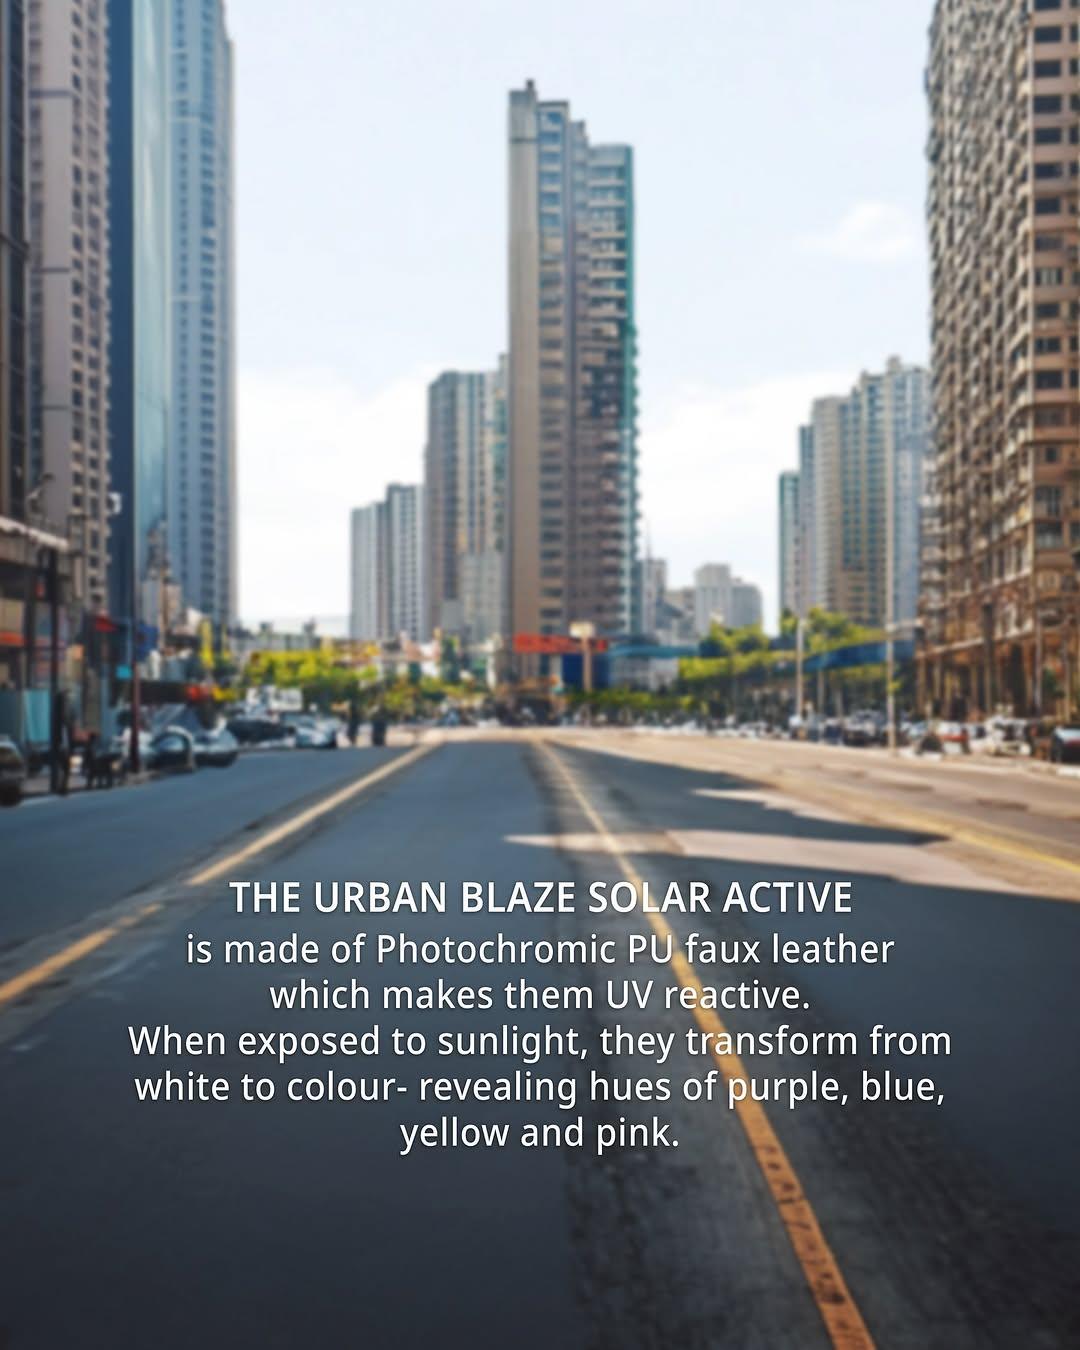 THE URBAN BLAZE SOLAR ACTIVE
is made of Photochromic PU faux leather
which makes them UV reactive.
When exposed to sunlight, they transform from
white to colour- revealing hues of purple, blue,
yellow and pink.